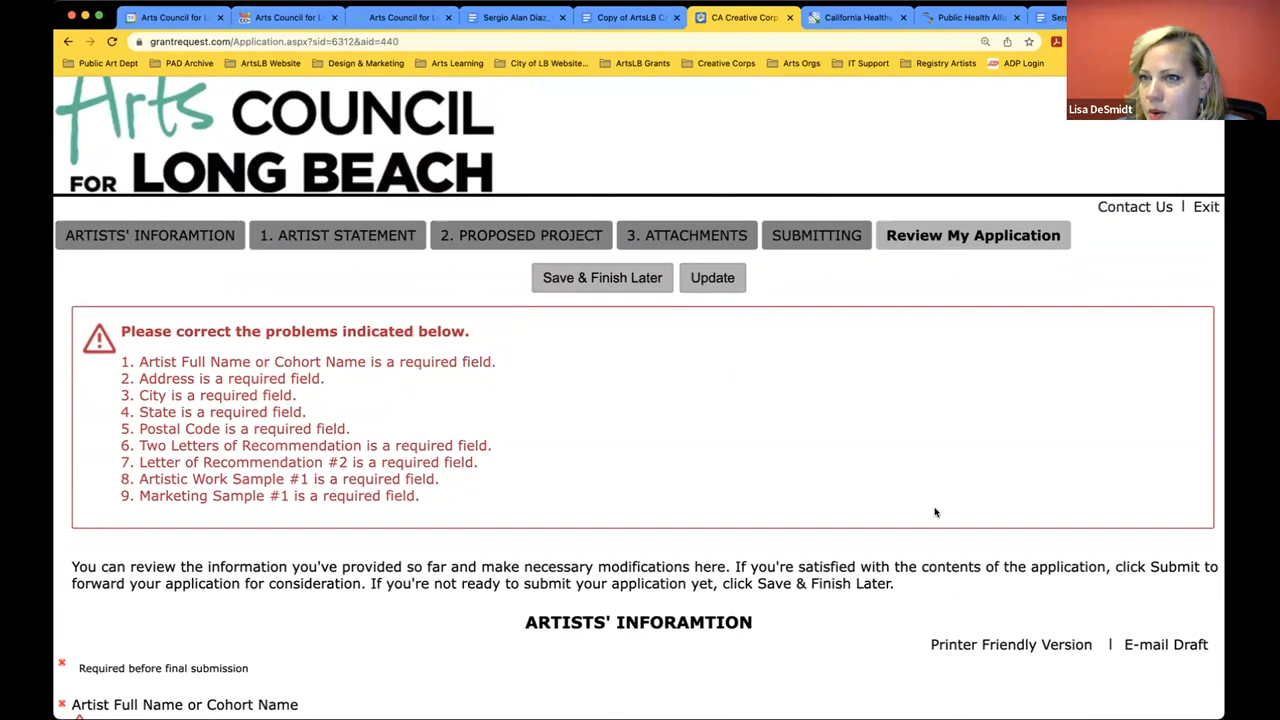 Arts Council for L
Arts Council for L
Arts Council for L
Sergio Alan Diaz_
Copy of ArtsLB C
CA Creative Corp
California Healthy
Public Health Alli
Ser
grantrequest.com/Application.aspx?sid=6312&aid=440
Public Art Dept
PAD Archive
ArtsLB Website
Design & Marketing
Arts Learning
City of LB Website...
ArtsLB Grants
Creative Corps
Arts Orgs
IT Support
Registry Artists
ADP Login
Lisa DeSmidt
Arts COUNCIL
FOR LONG BEACH
Contact Us | Exit
ARTISTS' INFORAMTION
1. ARTIST STATEMENT
2. PROPOSED PROJECT
3. ATTACHMENTS
SUBMITTING
Review My Application
Save & Finish Later
Update
Please correct the problems indicated below.
1. Artist Full Name or Cohort Name is a required field.
2. Address is a required field.
3. City is a required field.
4. State is a required field.
5. Postal Code is a required field.
6. Two Letters of Recommendation is a required field.
7. Letter of Recommendation #2 is a required field.
8. Artistic Work Sample #1 is a required field.
9. Marketing Sample #1 is a required field.
You can review the information you've provided so far and make necessary modifications here. If you're satisfied with the contents of the application, click Submit to
forward your application for consideration. If you're not ready to submit your application yet, click Save & Finish Later.
ARTISTS' INFORAMTION
Printer Friendly Version | E-mail Draft
Required before final submission
Artist Full Name or Cohort Name